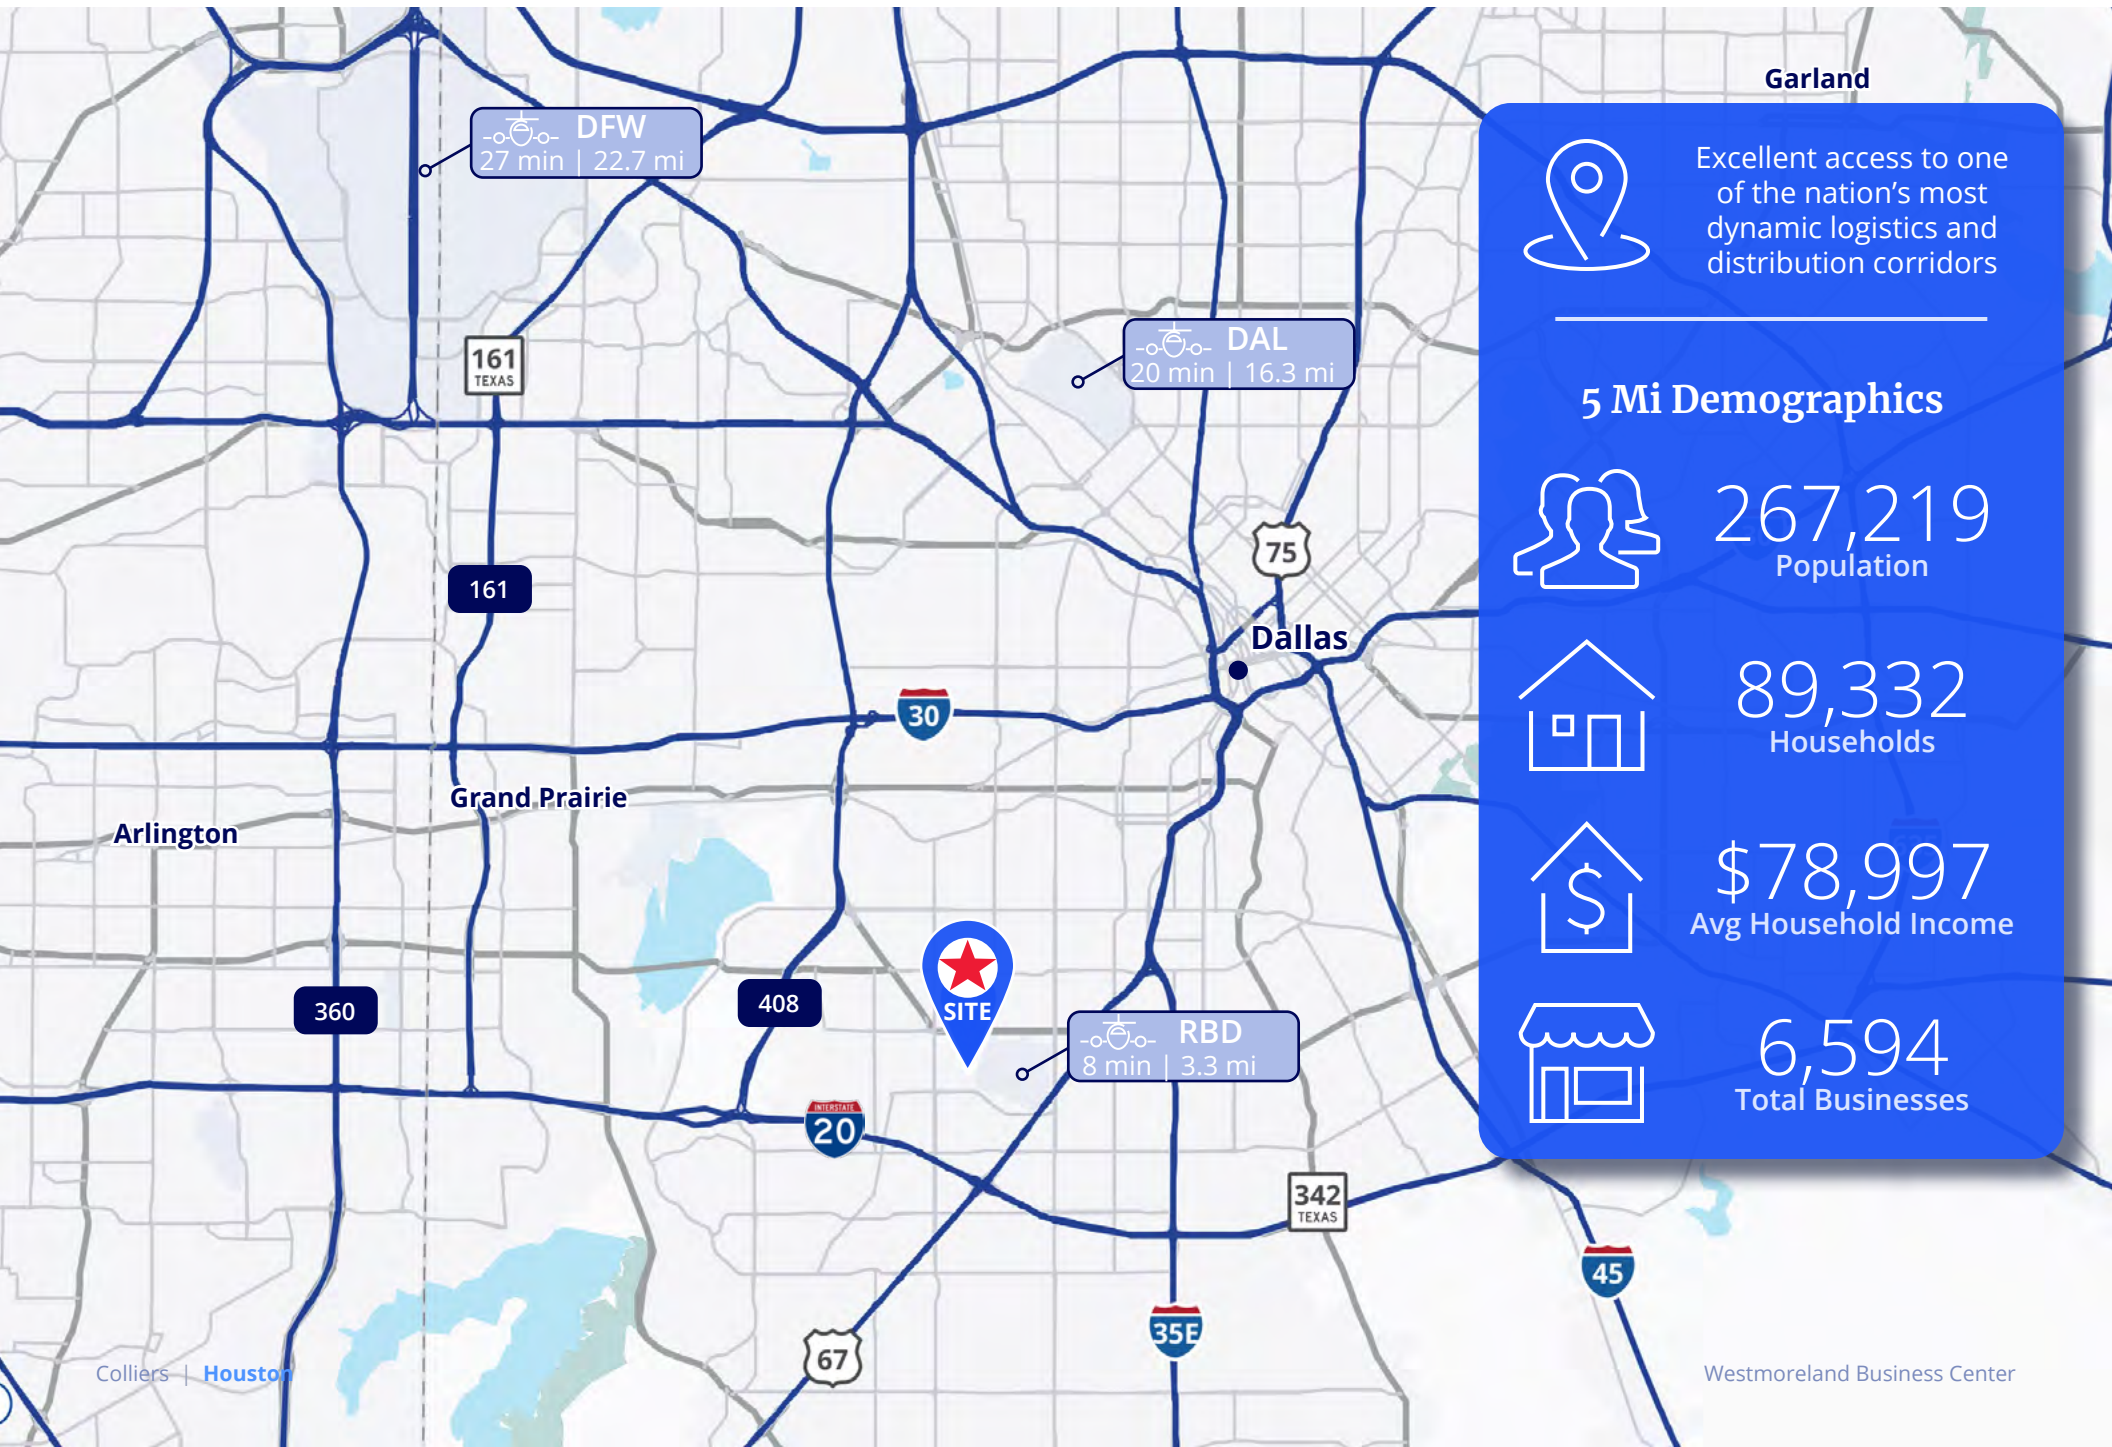 Garland
DFW
27 min | 22.7 mi
Excellent access to one
of the nation's most
dynamic logistics and
distribution corridors
161
TEXAS
DAL
20 min | 16.3 mi
5 Mi Demographics
267,219
Population
75
161
Dallas
89,332
Households
30
Grand Prairie
Arlington
$78,997
Avg Household Income
360
408
SITE
RBD
8 min | 3.3 mi
6,594
Total Businesses
INTERSTATE
20
342
TEXAS
45
35E
67
Colliers | Houston
Westmoreland Business Center